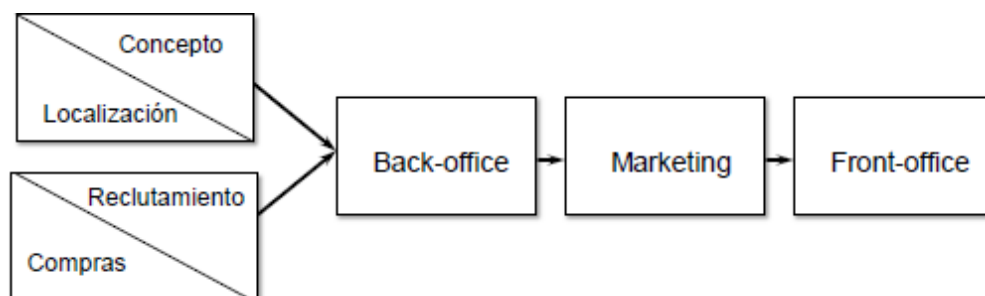 Concepto
Localización
Reclutamiento
Compras
Back-office
Marketing
Front-office